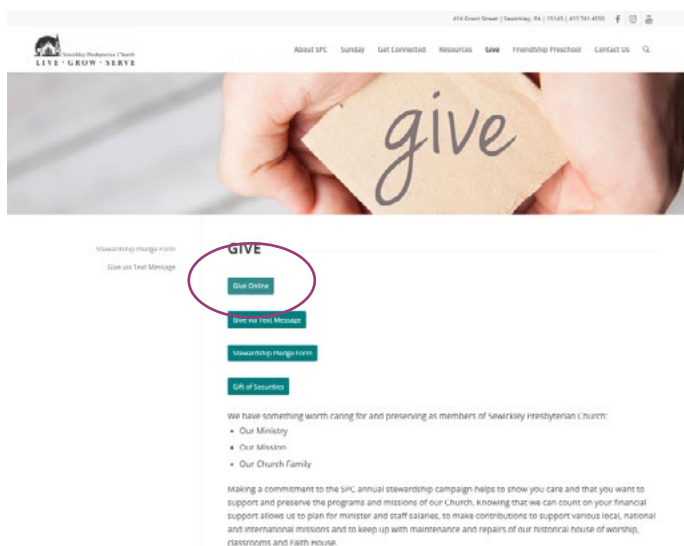 414 Grant Street | Sewickley, PA | 15143 | 412.741.4550
Sewickley Presbyterian Church
LIVE · GROW · SERVE
About SPC Sunday Get Connected Resources Give Friendship Preschool Contact Us
give
Stewardship Pledge Form
Give via Text Message
GIVE
Give Online
Give via Text Message
Stewardship Pledge Form
Gift of Securities
We have something worth caring for and preserving as members of Sewickley Presbyterian Church:
• Our Ministry
• Our Mission
• Our Church Family
Making a commitment to the SPC annual stewardship campaign helps to show you care and that you want to
support and preserve the programs and missions of our Church. Knowing that we can count on your financial
support allows us to plan for minister and staff salaries, to make contributions to support various local, national
and international missions and to keep up with maintenance and repairs of our historical house of worship,
classrooms and Faith House.